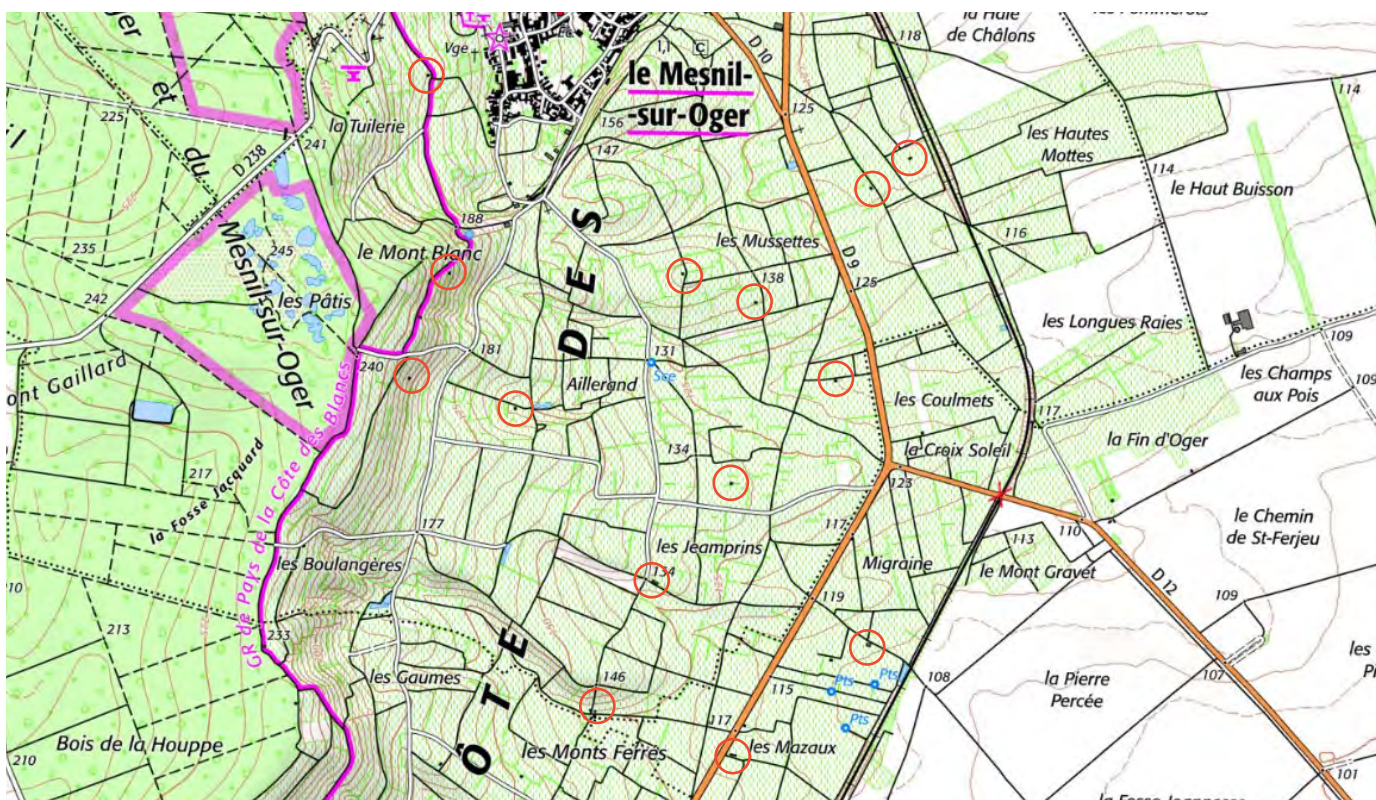 la Haie
de Châlons
118
D 10
Vge
le Mesnil-
-sur-Oger
225
la Tuilerie
et
du
D 238
241
156
147
125
les Hautes
Mottes
114
114
le Haut Buisson
188
le Mont Blanc
245
235
Mesnil-sur-Oger
les Pâtis
242
les Mussettes
138
D 9
125
116
les Longues Raies
109
les Champs
aux Pois
109
181
240
131
Sce
Aillerand
D E S
ont Gaillard
les Coulmets
117
la Fin d'Oger
la Croix Soleil
134
123
217
la Fosse Jacquard
GR de Pays de la Côte des Blancs
177
117
110
le Chemin
de St-Ferjeu
113
les Jeamprins
Migraine
le Mont Gravet
les Boulangères
134
119
D 12
109
210
213
233
les Gaumes
146
115
Pts
Pts
Pts
108
la Pierre
Percée
107
les
117
Bois de la Houppe
210
Ô T E
les Monts Ferrés
les Mazaux
101